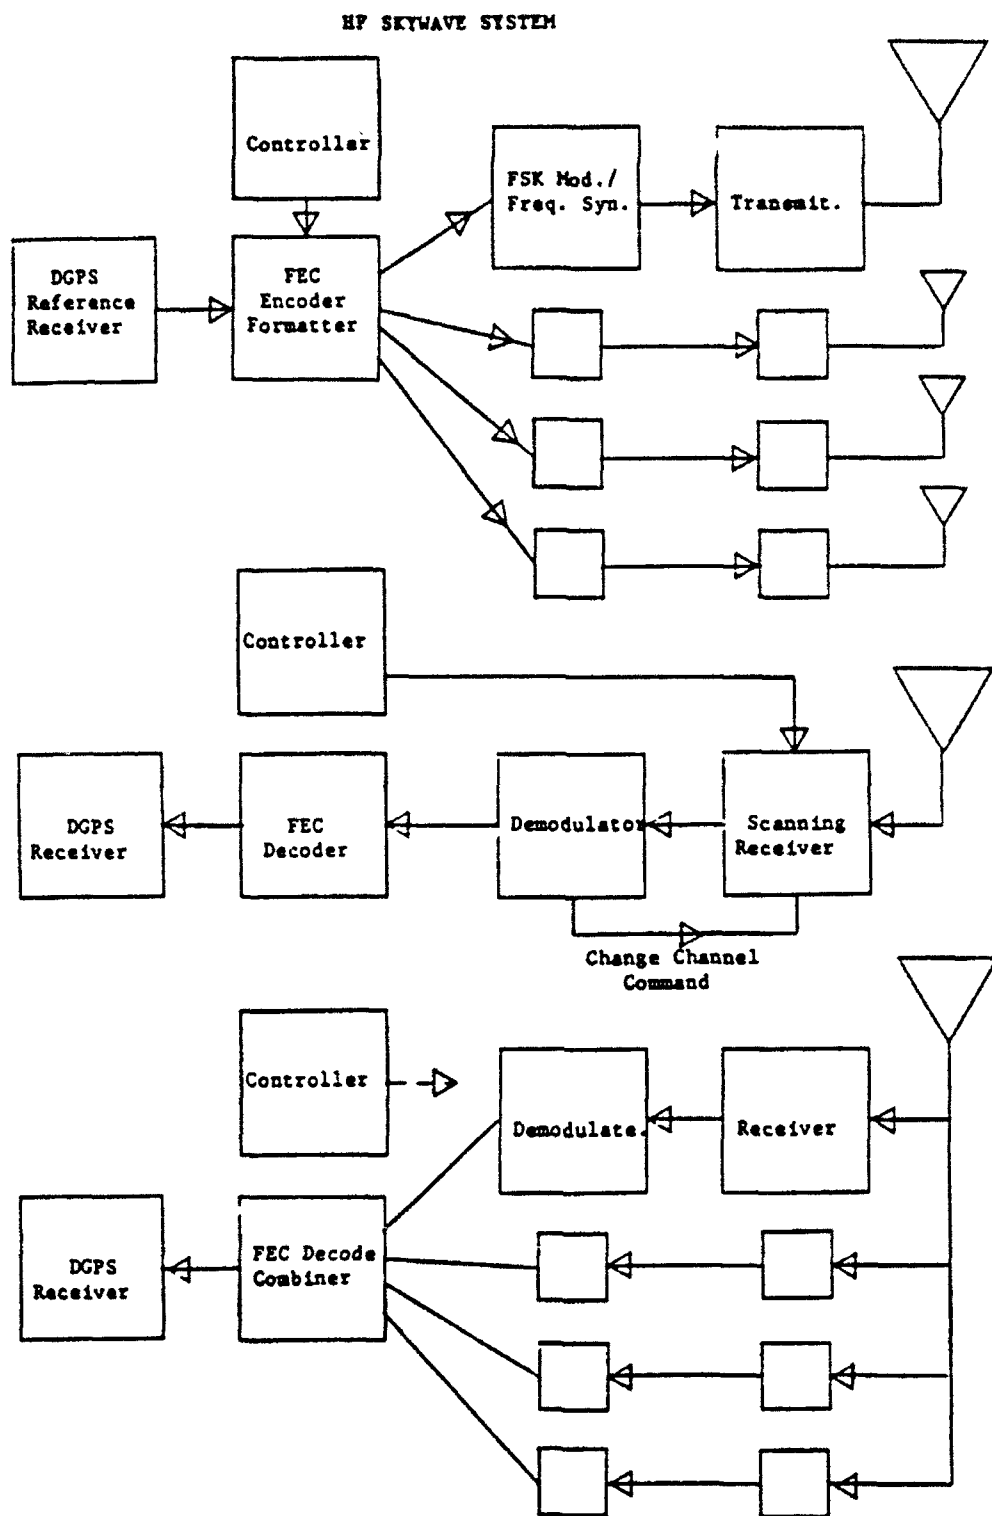 HF SKYWAVE SYSTEM
Controller
FSK Mod./
Freq. Syn.
Transmit.
DGPS
Reference
Receiver
FEC
Encoder
Formatter
Controller
DGPS
Receiver
FEC
Decoder
Demodulator
Scanning
Receiver
Change Channel
Command
Controller
Demodulate.
Receiver
DGPS
Receiver
FEC Decode
Combiner